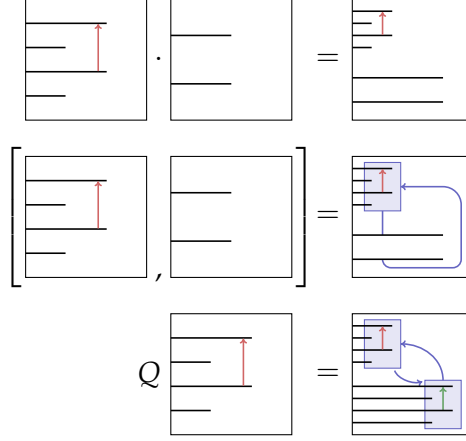 · =
[ , ] =
Q =